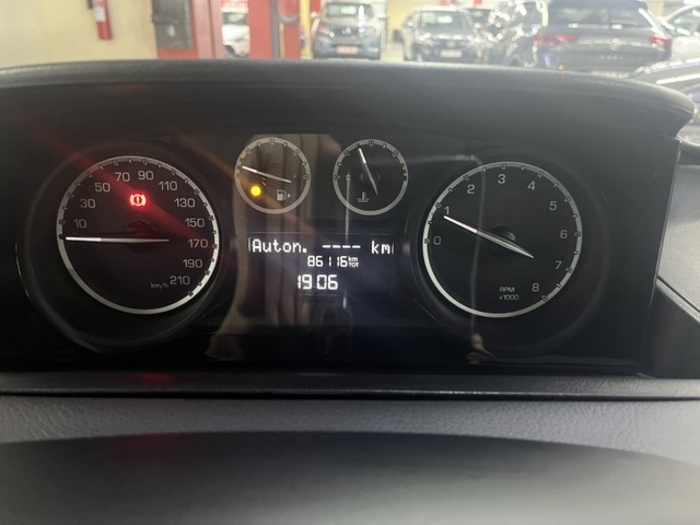 10 30 50 70 90 110 130 150 170 190 210
km/h
Auton. ---- km
86116 km TOT
19:06
0 1 2 3 4 5 6 7 8
RPM
x1000